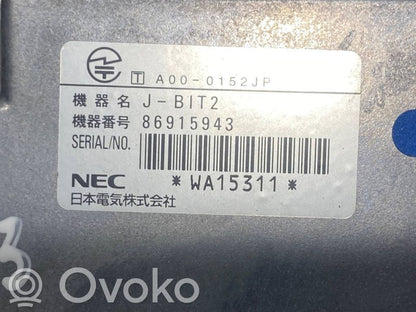 T A00-0152JP
機器名 J-BIT2
機器番号 86915943
SERIAL/NO.
*WA15311*
NEC
日本電気株式会社
3
Ovoko